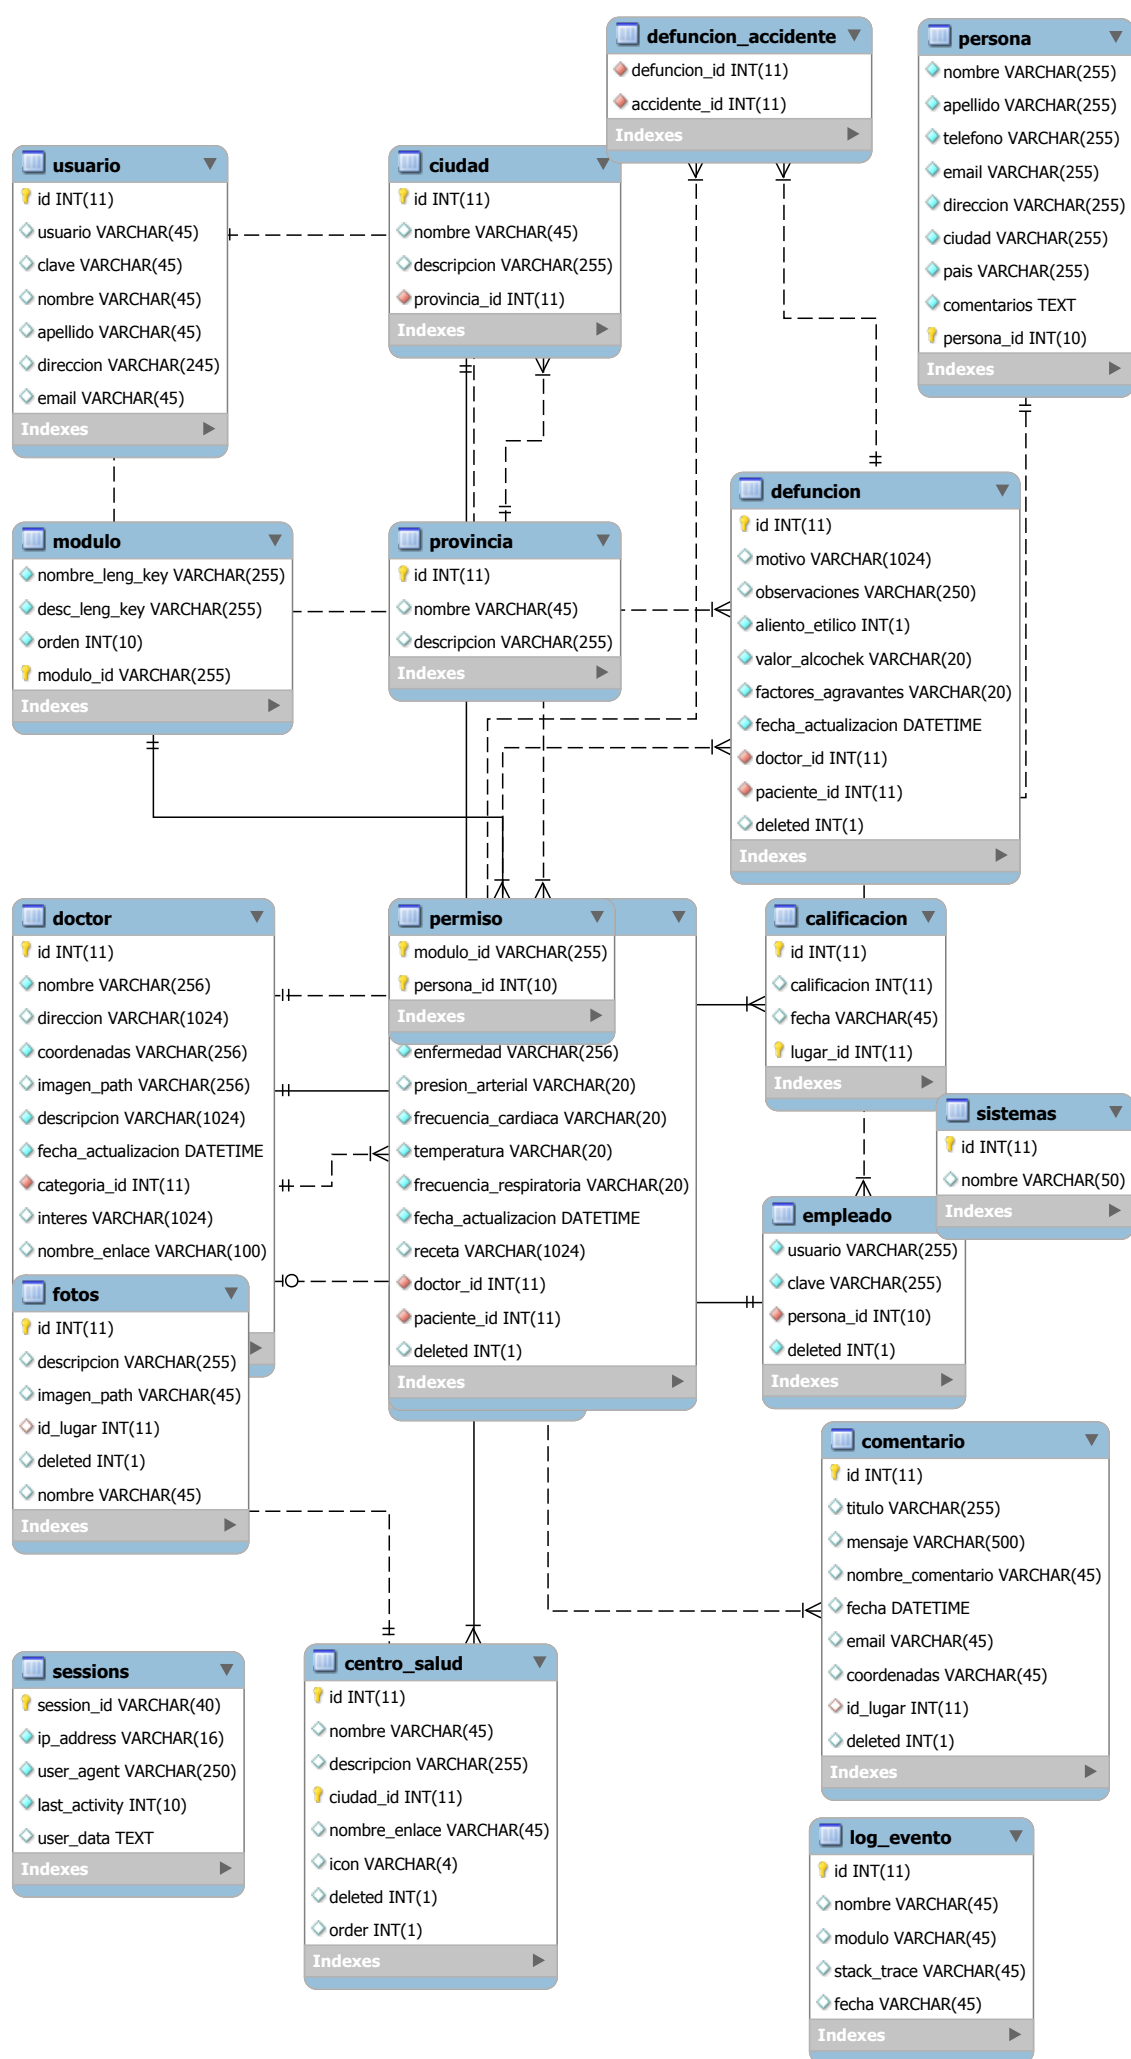 defuncion_accidente
defuncion_id INT(11)
accidente_id INT(11)
Indexes
persona
nombre VARCHAR(255)
apellido VARCHAR(255)
telefono VARCHAR(255)
email VARCHAR(255)
direccion VARCHAR(255)
ciudad VARCHAR(255)
pais VARCHAR(255)
comentarios TEXT
persona_id INT(10)
Indexes
usuario
id INT(11)
usuario VARCHAR(45)
clave VARCHAR(45)
nombre VARCHAR(45)
apellido VARCHAR(45)
direccion VARCHAR(245)
email VARCHAR(45)
Indexes
ciudad
id INT(11)
nombre VARCHAR(45)
descripcion VARCHAR(255)
provincia_id INT(11)
Indexes
defuncion
id INT(11)
motivo VARCHAR(1024)
observaciones VARCHAR(250)
aliento_etilico INT(1)
valor_alcochek VARCHAR(20)
factores_agravantes VARCHAR(20)
fecha_actualizacion DATETIME
doctor_id INT(11)
paciente_id INT(11)
deleted INT(1)
Indexes
modulo
nombre_leng_key VARCHAR(255)
desc_leng_key VARCHAR(255)
orden INT(10)
modulo_id VARCHAR(255)
Indexes
provincia
id INT(11)
nombre VARCHAR(45)
descripcion VARCHAR(255)
Indexes
doctor
id INT(11)
nombre VARCHAR(256)
direccion VARCHAR(1024)
coordenadas VARCHAR(256)
imagen_path VARCHAR(256)
descripcion VARCHAR(1024)
fecha_actualizacion DATETIME
categoria_id INT(11)
interes VARCHAR(1024)
nombre_enlace VARCHAR(100)
permiso
modulo_id VARCHAR(255)
persona_id INT(10)
Indexes
enfermedad VARCHAR(256)
presion_arterial VARCHAR(20)
frecuencia_cardiaca VARCHAR(20)
temperatura VARCHAR(20)
frecuencia_respiratoria VARCHAR(20)
fecha_actualizacion DATETIME
receta VARCHAR(1024)
doctor_id INT(11)
paciente_id INT(11)
deleted INT(1)
Indexes
calificacion
id INT(11)
calificacion INT(11)
fecha VARCHAR(45)
lugar_id INT(11)
Indexes
sistemas
id INT(11)
nombre VARCHAR(50)
Indexes
empleado
usuario VARCHAR(255)
clave VARCHAR(255)
persona_id INT(10)
deleted INT(1)
Indexes
fotos
id INT(11)
descripcion VARCHAR(255)
imagen_path VARCHAR(45)
id_lugar INT(11)
deleted INT(1)
nombre VARCHAR(45)
Indexes
comentario
id INT(11)
titulo VARCHAR(255)
mensaje VARCHAR(500)
nombre_comentario VARCHAR(45)
fecha DATETIME
email VARCHAR(45)
coordenadas VARCHAR(45)
id_lugar INT(11)
deleted INT(1)
Indexes
sessions
session_id VARCHAR(40)
ip_address VARCHAR(16)
user_agent VARCHAR(250)
last_activity INT(10)
user_data TEXT
Indexes
centro_salud
id INT(11)
nombre VARCHAR(45)
descripcion VARCHAR(255)
ciudad_id INT(11)
nombre_enlace VARCHAR(45)
icon VARCHAR(4)
deleted INT(1)
order INT(1)
Indexes
log_evento
id INT(11)
nombre VARCHAR(45)
modulo VARCHAR(45)
stack_trace VARCHAR(45)
fecha VARCHAR(45)
Indexes